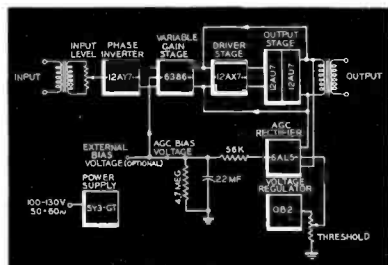 INPUT LEVEL
PHASE INVERTER
VARIABLE GAIN STAGE
DRIVER STAGE
OUTPUT STAGE
INPUT
12AY7
6386
12AX7
12AU7
12AU7
OUTPUT
AGC RECTIFIER
EXTERNAL BIAS VOLTAGE (OPTIONAL)
AGC BIAS VOLTAGE
56K
6AL5
4.7 MEG
.22 MF
VOLTAGE REGULATOR
POWER SUPPLY
100-130V
50-60~
5Y3-GT
OB2
THRESHOLD